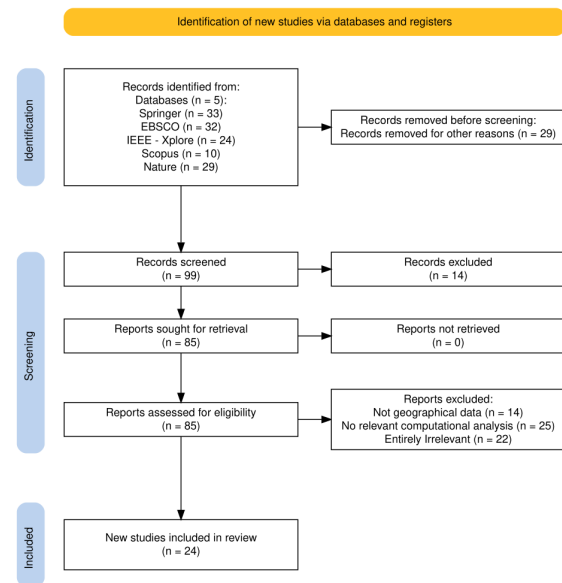 Identification of new studies via databases and registers
Identification
Records identified from:
Databases (n = 5):
Springer (n = 33)
EBSCO (n = 32)
IEEE - Xplore (n = 24)
Scopus (n = 10)
Nature (n = 29)
Records removed before screening:
Records removed for other reasons (n = 29)
Screening
Records screened
(n = 99)
Records excluded
(n = 14)
Reports sought for retrieval
(n = 85)
Reports not retrieved
(n = 0)
Reports assessed for eligibility
(n = 85)
Reports excluded:
Not geographical data (n = 14)
No relevant computational analysis (n = 25)
Entirely Irrelevant (n = 22)
Included
New studies included in review
(n = 24)